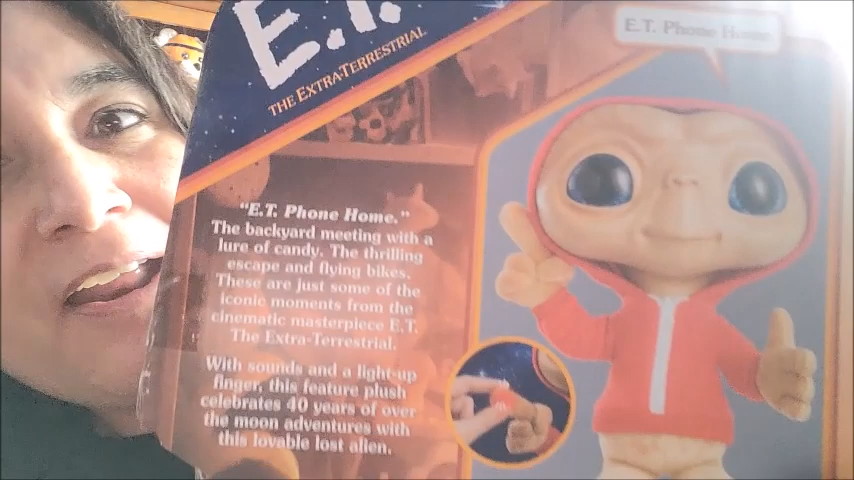 E.T.
THE EXTRA-TERRESTRIAL
E.T. Phone Home.
"E.T. Phone Home."
The backyard meeting with a
lure of candy. The thrilling
escape and flying bikes.
These are just some of the
iconic moments from the
cinematic masterpiece E.T.
The Extra-Terrestrial.
With sounds and a light-up
finger, this feature plush
celebrates 40 years of over
the moon adventures with
this lovable lost alien.